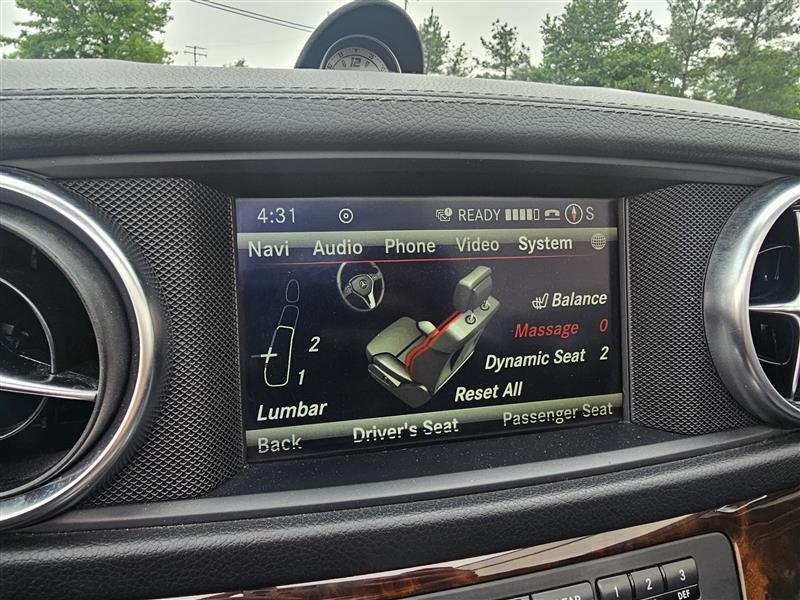 12
4:31 READY S
Navi Audio Phone Video System
Balance
Massage 0
Dynamic Seat 2
2
1
Reset All
Lumbar
Back Driver's Seat Passenger Seat
1 2 3
DEF